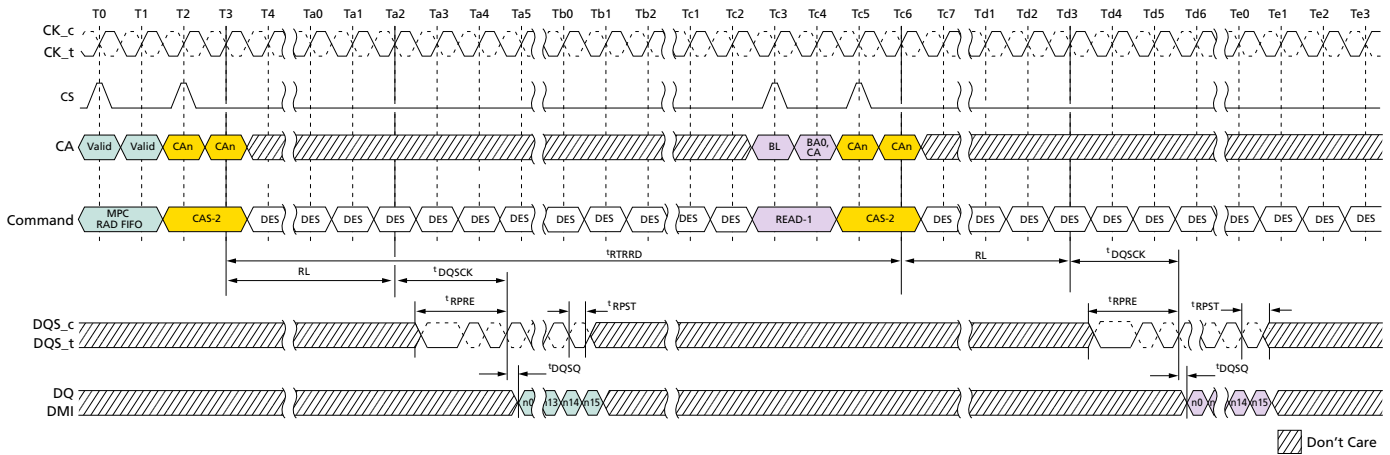 T0 T1 T2 T3 T4 Ta0 Ta1 Ta2 Ta3 Ta4 Ta5 Tb0 Tb1 Tb2 Tc1 Tc2 Tc3 Tc4 Tc5 Tc6 Tc7 Td1 Td2 Td3 Td4 Td5 Td6 Te0 Te1 Te2 Te3
CK_c
CK_t
CS
CA Valid Valid CAn CAn BL BA0, CA CAn CAn
Command MPC RAD FIFO CAS-2 DES DES DES DES DES DES DES DES DES DES DES DES READ-1 CAS-2 DES DES DES DES DES DES DES DES DES DES DES
tRTRRD
RL tDQSCK RL tDQSCK
tRPRE tRPST tRPRE tRPST
DQS_c
DQS_t
tDQSQ tDQSQ
DQ
DMI
n0 n13 n14 n15 n0 n n14 n15
Don't Care